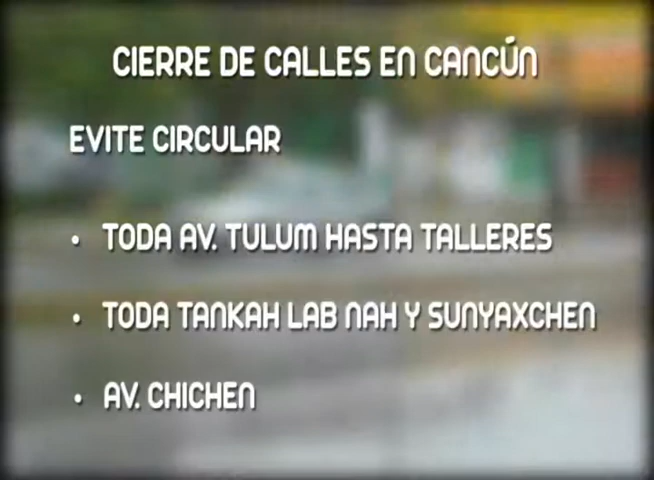 CIERRE DE CALLES EN CANCÚN
EVITE CIRCULAR
• TODA AV. TULUM HASTA TALLERES
• TODA TANKAH LAB NAH Y SUNYAXCHEN
• AV. CHICHEN